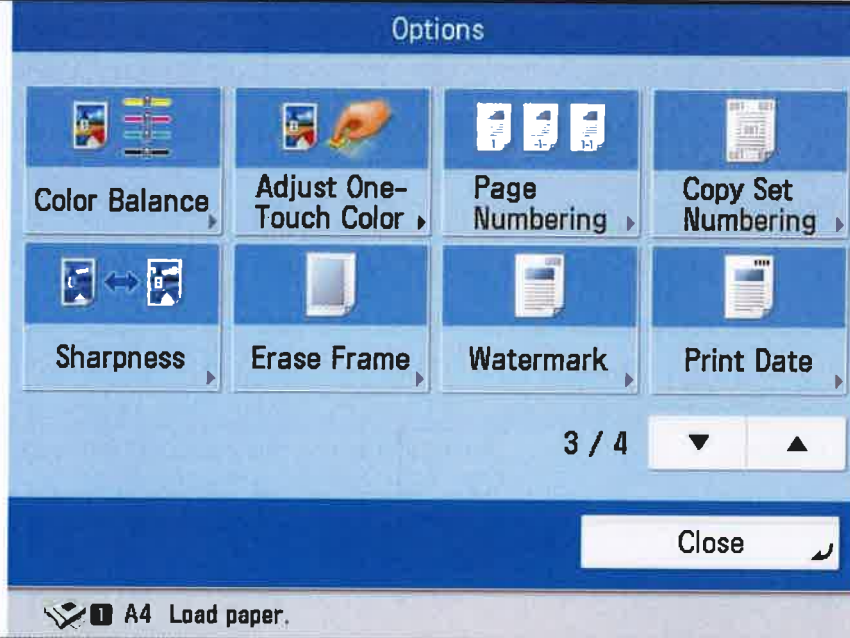 Options
Color Balance
Adjust One-
Touch Color
Page
Numbering
Copy Set
Numbering
Sharpness
Erase Frame
Watermark
Print Date
3 / 4
Close
1 A4 Load paper.